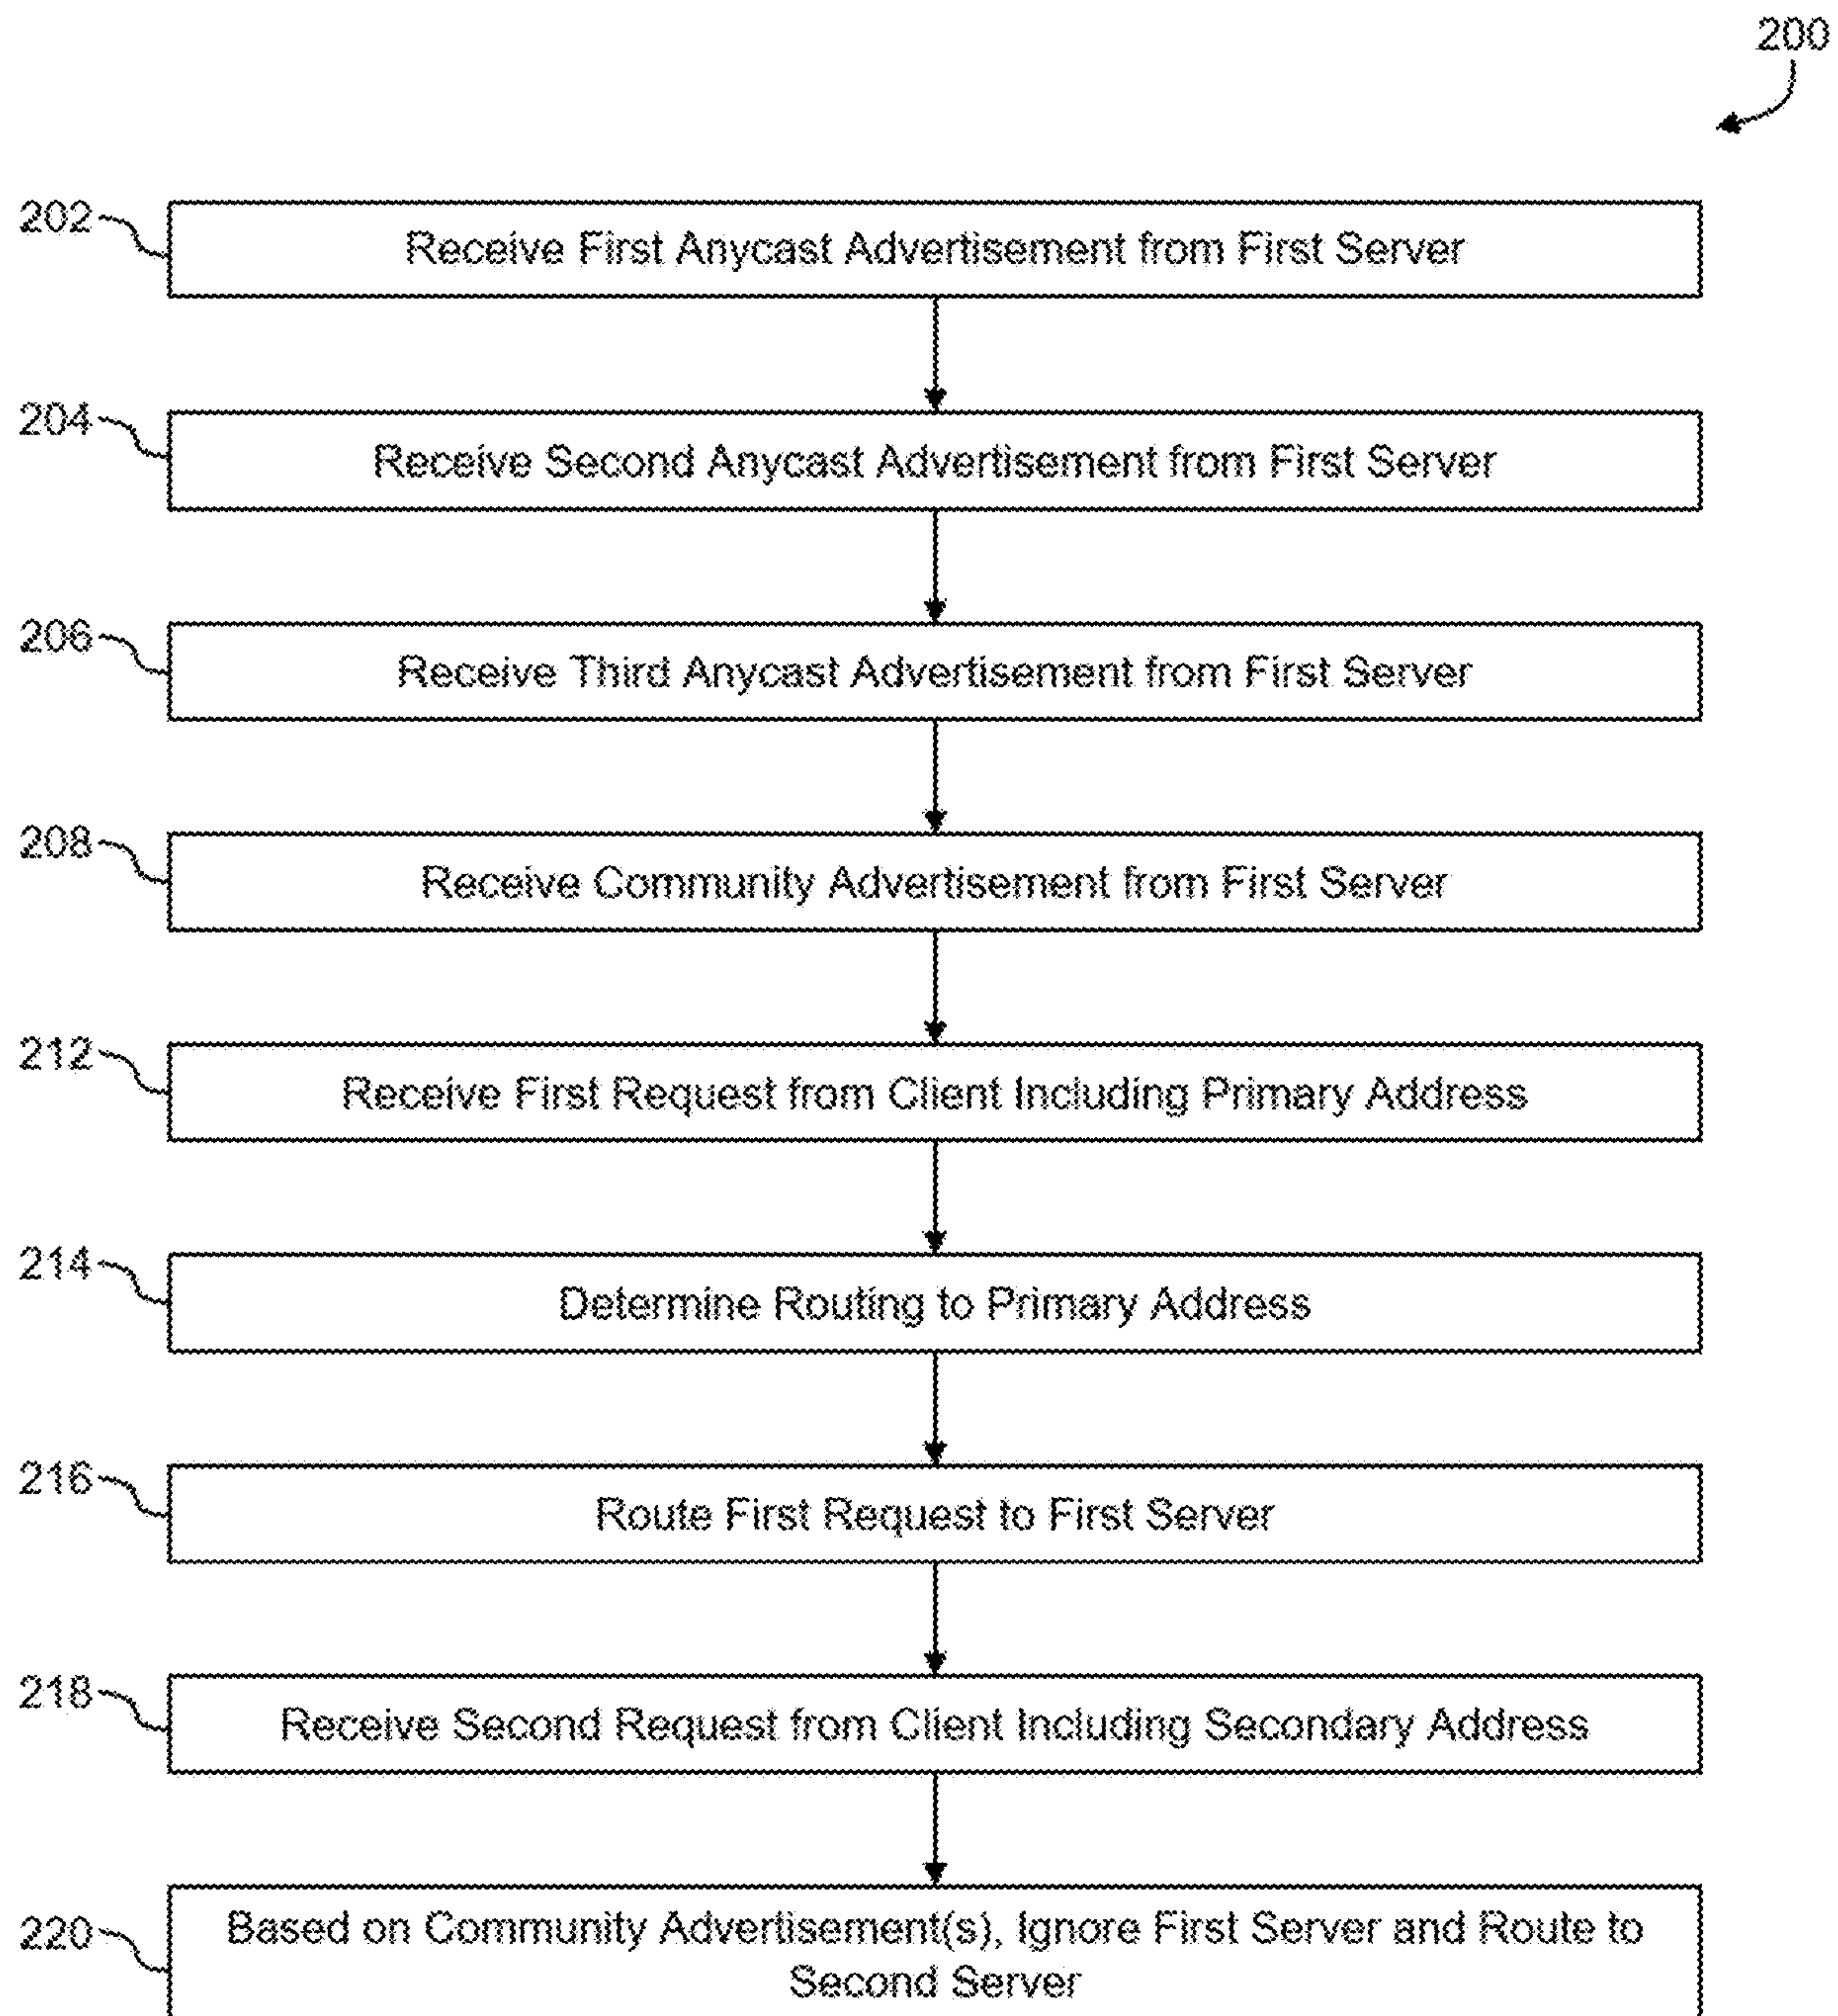 200
202
Receive First Anycast Advertisement from First Server
204
Receive Second Anycast Advertisement from First Server
206
Receive Third Anycast Advertisement from First Server
208
Receive Community Advertisement from First Server
212
Receive First Request from Client Including Primary Address
214
Determine Routing to Primary Address
216
Route First Request to First Server
218
Receive Second Request from Client Including Secondary Address
220
Based on Community Advertisement(s), Ignore First Server and Route to
Second Server